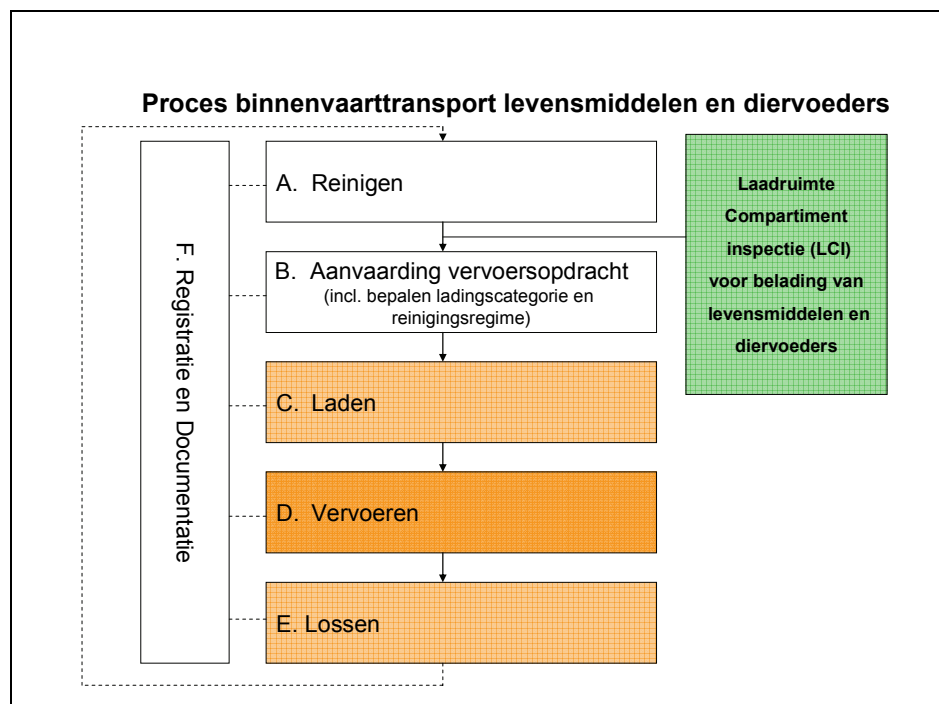 Proces binnenvaarttransport levensmiddelen en diervoeders
A. Reinigen
B. Aanvaarding vervoersopdracht
(incl. bepalen ladingscategorie en
reinigingsregime)
C. Laden
D. Vervoeren
E. Lossen
F. Registratie en Documentatie
Laadruimte
Compartiment
inspectie (LCI)
voor belading van
levensmiddelen en
diervoeders